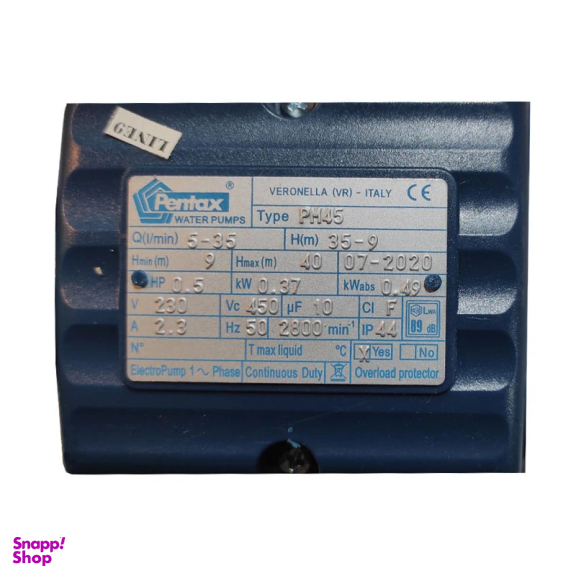 LINE9
Pentax ®
WATER PUMPS
VERONELLA (VR) - ITALY CE
Type PM45
Q(l/min) 5-35 H(m) 35-9
Hmin (m) 9 Hmax (m) 40 07-2020
HP 0.5 kW 0.37 kWabs 0.49
V 230 Vc 450 µF 10 Cl F LWA
A 2.3 Hz 50 2800 min-1 IP 44 89 dB
N° T max liquid °C X Yes No
ElectroPump 1~ Phase Continuous Duty Overload protector
Snapp!
Shop